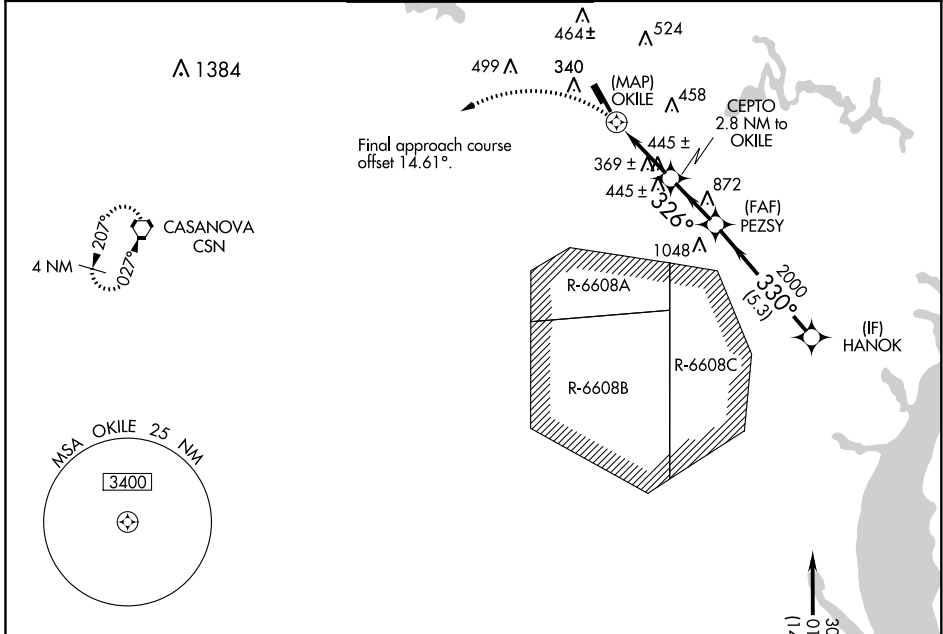 464 ±
524
1384
499
340
(MAP)
OKILE
458
CEPTO
2.8 NM to
OKILE
Final approach course
offset 14.61°.
445 ±
369 ±
445 ±
872
326°
(FAF)
PEZSY
1048
207°
027°
4 NM
CASANOVA
CSN
2000
330°
(5.3)
(IF)
HANOK
R-6608A
R-6608B
R-6608C
MSA OKILE 25 NM
3400